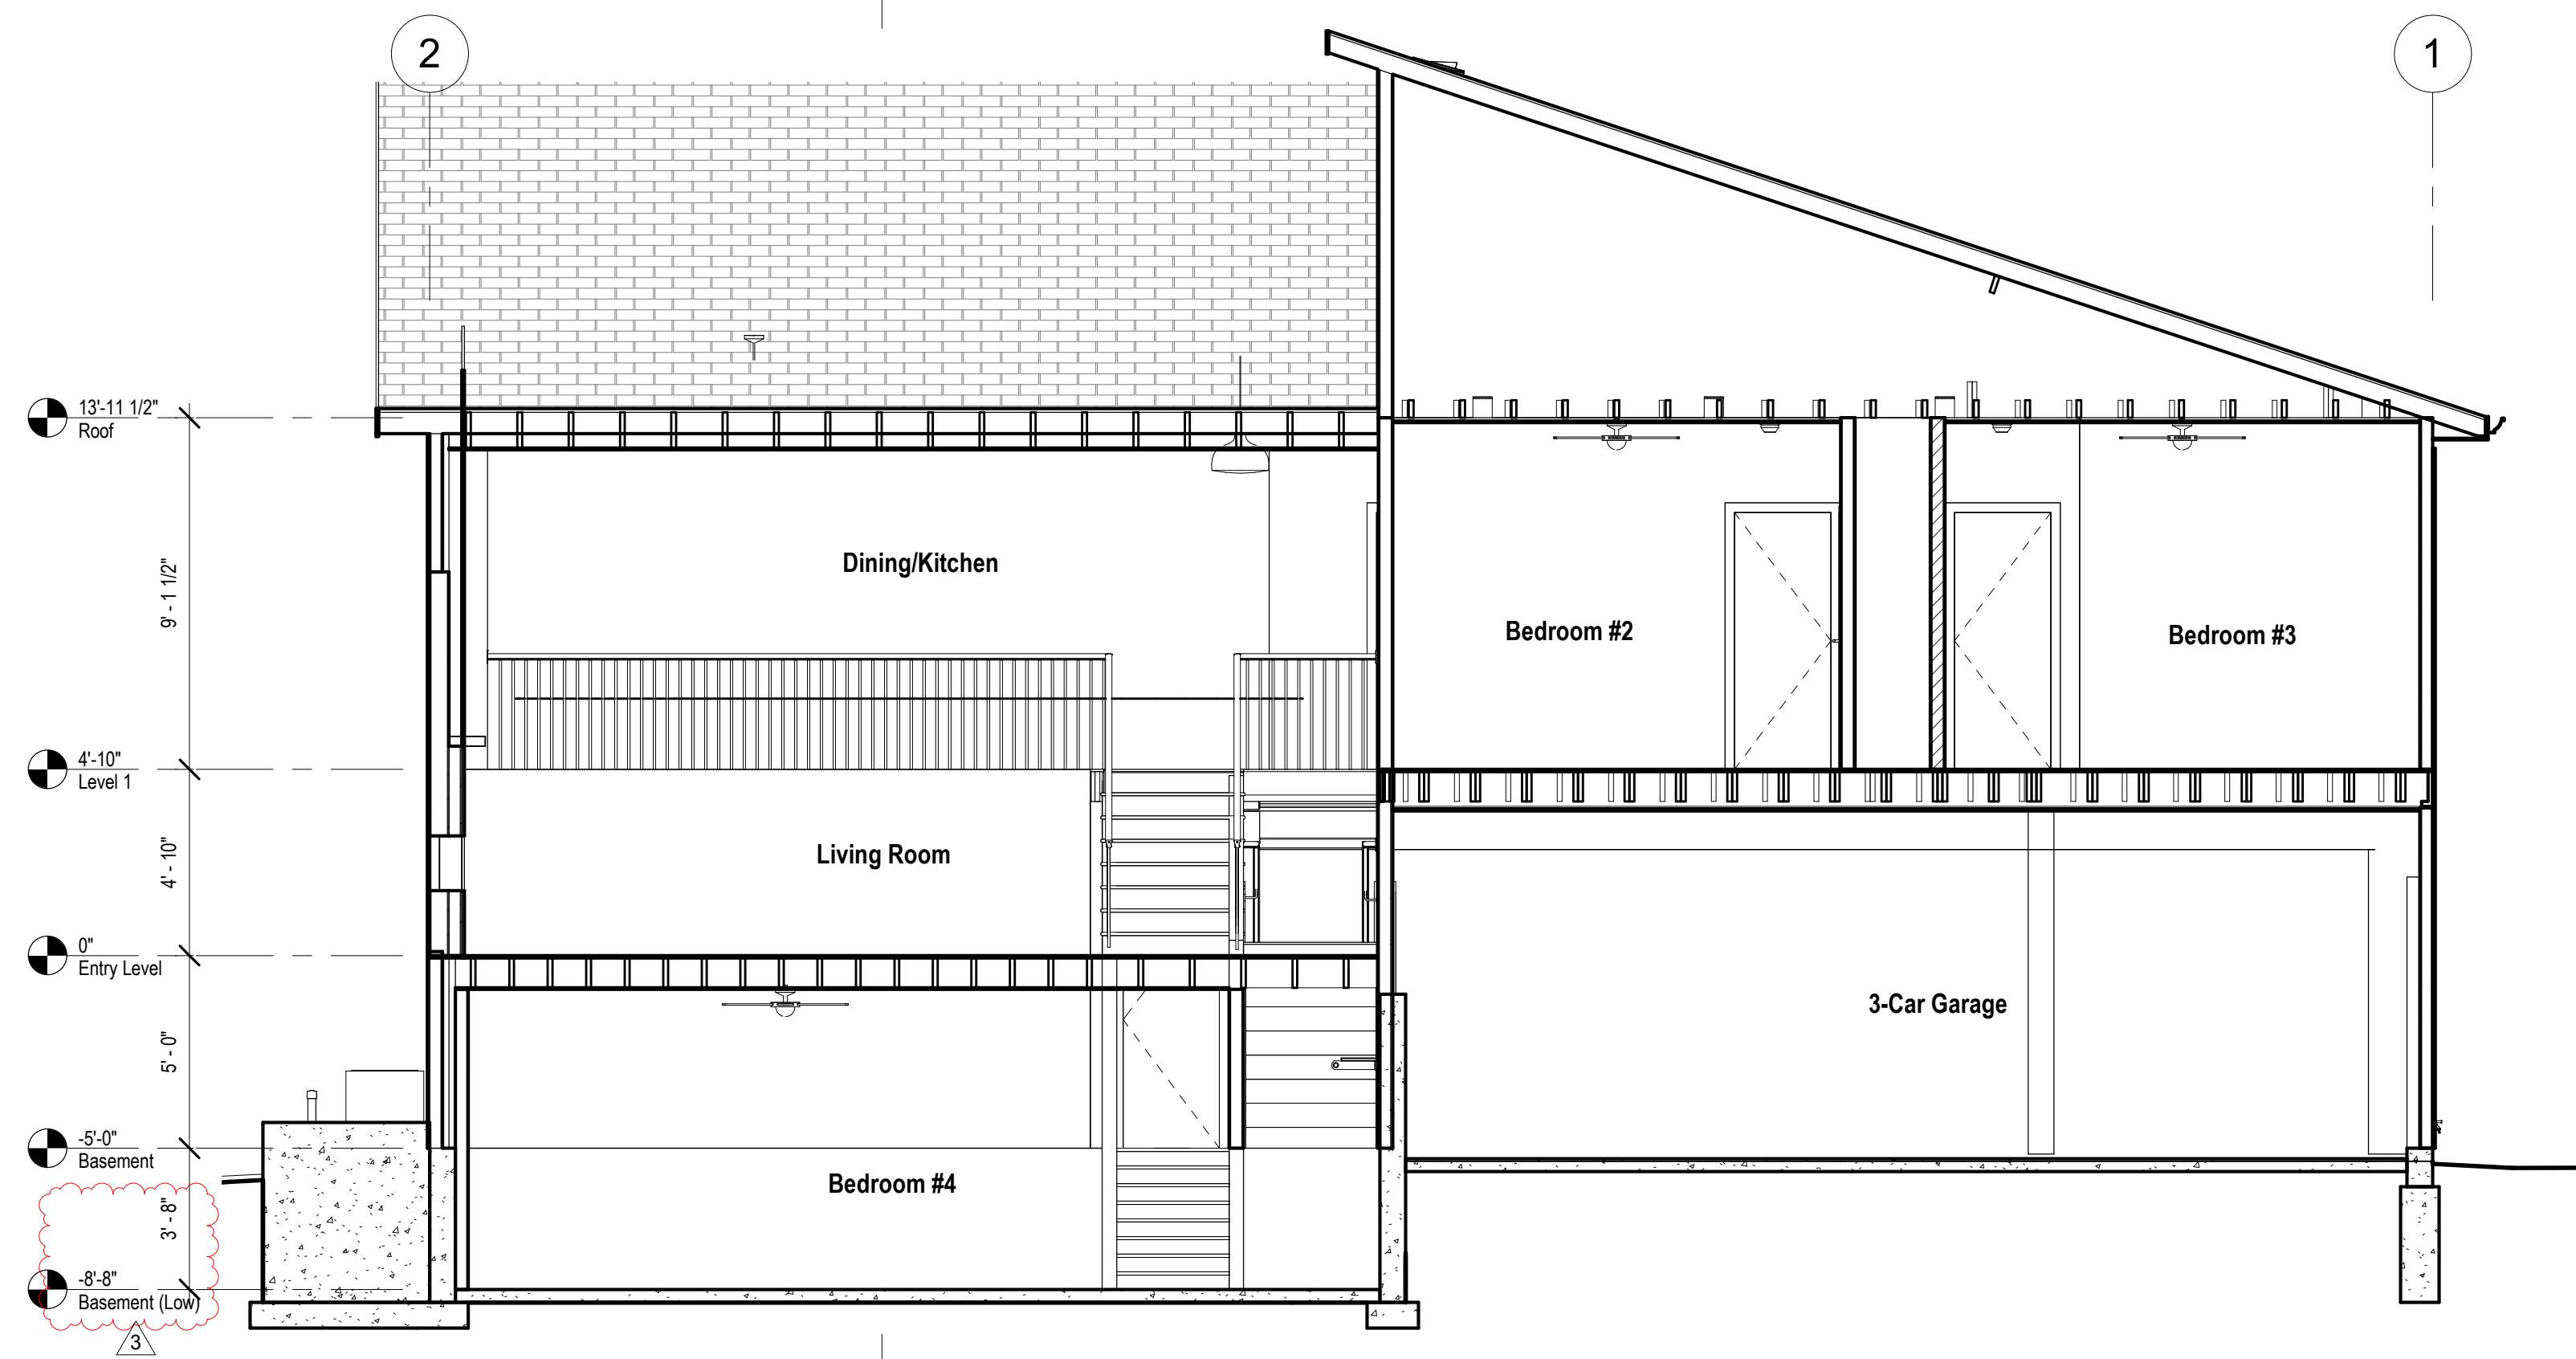 2
1
13'-11 1/2"
Roof
9' - 1 1/2"
Dining/Kitchen
Bedroom #2
Bedroom #3
4'-10"
Level 1
4' - 10"
Living Room
0"
Entry Level
3-Car Garage
5' - 0"
-5'-0"
Basement
Bedroom #4
3' - 8"
-8'-8"
Basement (Low)
3